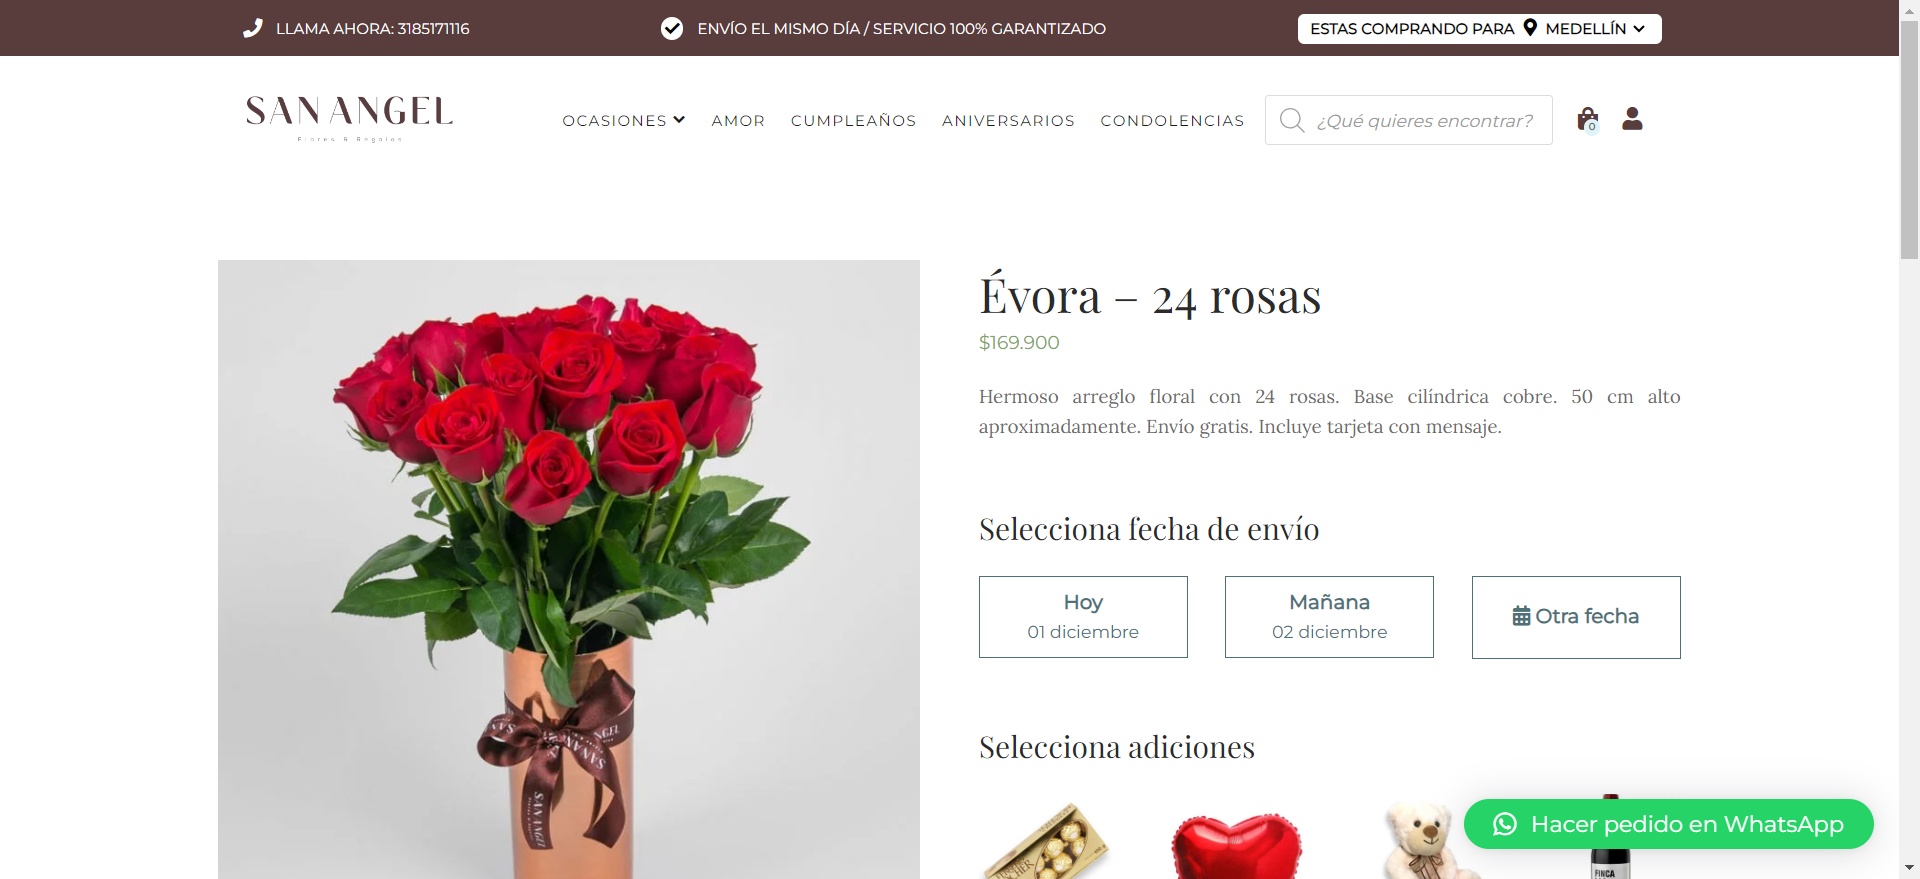 LLAMA AHORA: 3185171116
ENVÍO EL MISMO DÍA / SERVICIO 100% GARANTIZADO
ESTAS COMPRANDO PARA MEDELLÍN
SAN ANGEL
Flores & Regalos
OCASIONES
AMOR
CUMPLEAÑOS
ANIVERSARIOS
CONDOLENCIAS
¿Qué quieres encontrar?
0
Évora – 24 rosas
$169.900
Hermoso arreglo floral con 24 rosas. Base cilíndrica cobre. 50 cm alto
aproximadamente. Envío gratis. Incluye tarjeta con mensaje.
Selecciona fecha de envío
Hoy
01 diciembre
Mañana
02 diciembre
Otra fecha
Selecciona adiciones
Hacer pedido en WhatsApp
SAN ANGEL
FINCA